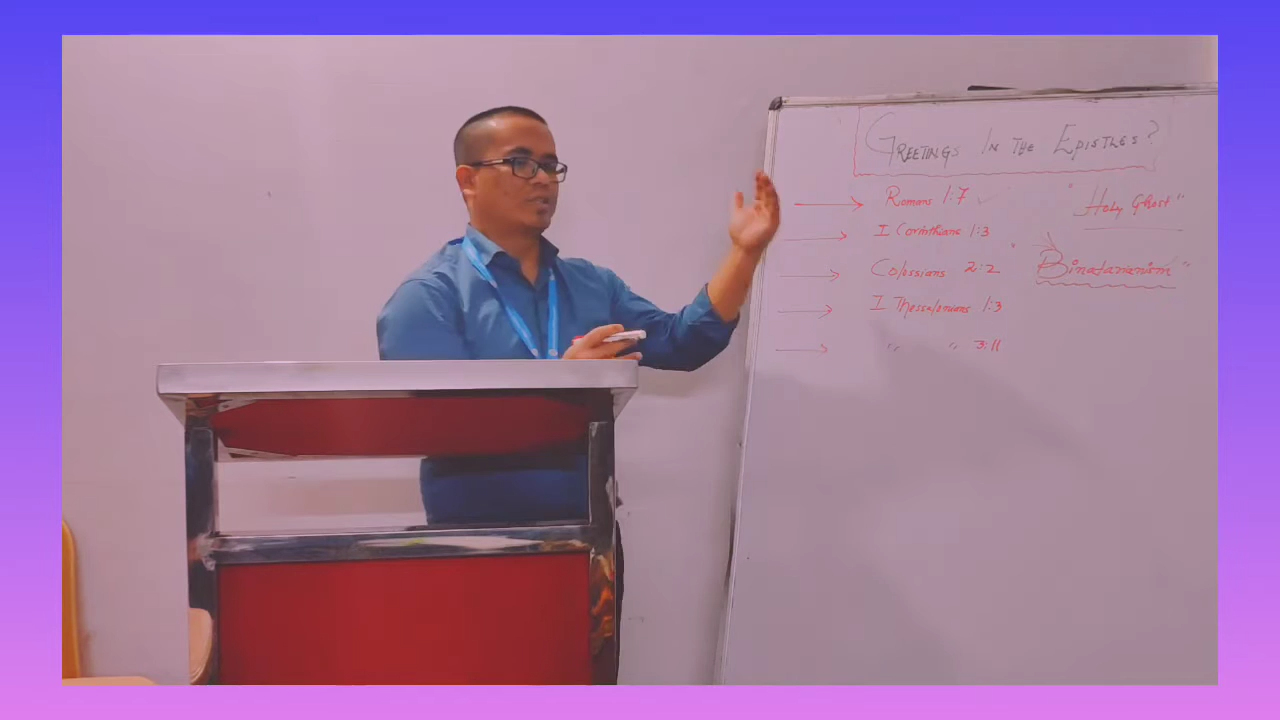 GREETINGS IN THE EPISTLES?
Romans 1:7 ✓
"Holy Ghost"
I Corinthians 1:3
Colossians 2:2
"Binatarianism"
I Thessalonians 1:3
" " 3:11